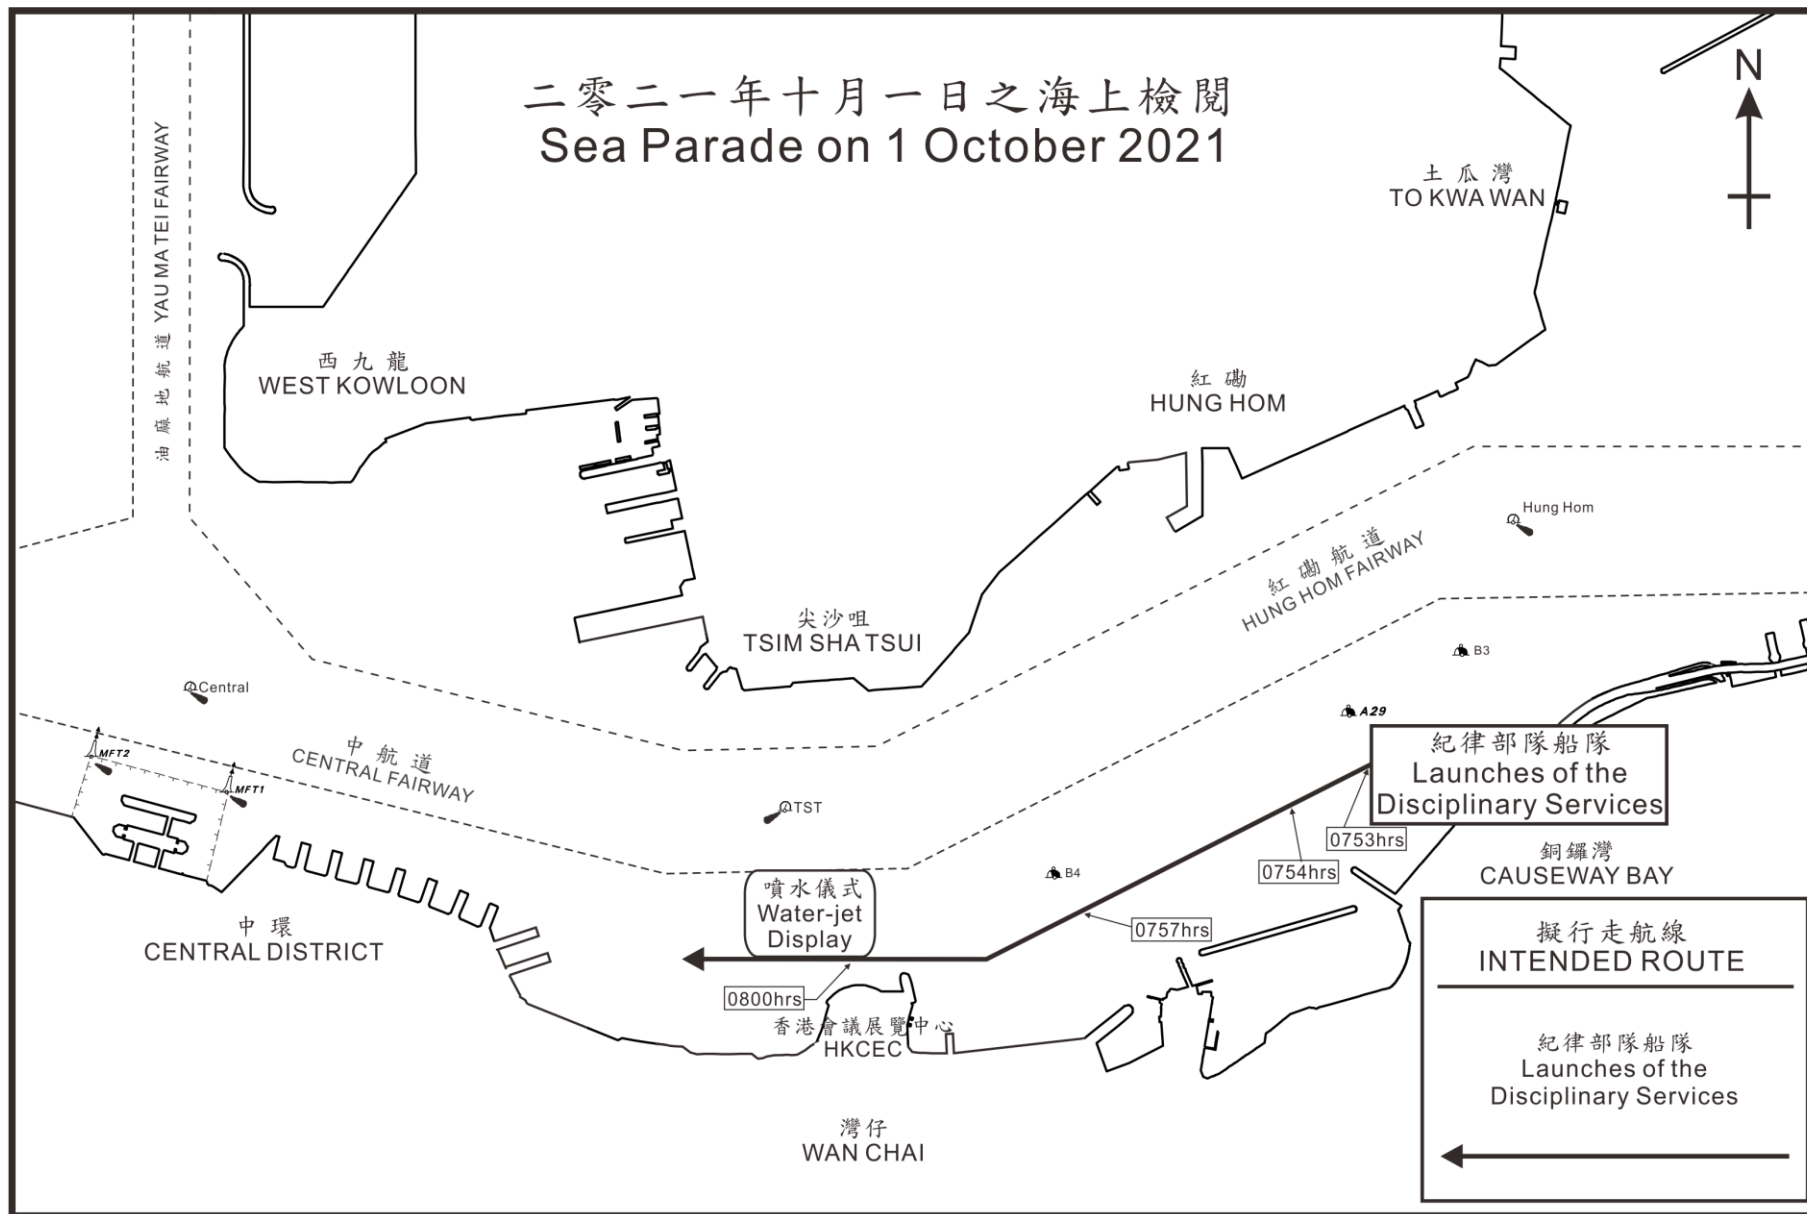 二零二一年十月一日之海上檢閱
Sea Parade on 1 October 2021
N
土瓜灣
TO KWA WAN
油麻地航道 YAU MA TEI FAIRWAY
西九龍
WEST KOWLOON
紅磡
HUNG HOM
Hung Hom
紅磡航道
HUNG HOM FAIRWAY
尖沙咀
TSIM SHA TSUI
B3
Central
A29
MFT2
MFT1
中航道
CENTRAL FAIRWAY
紀律部隊船隊
Launches of the
Disciplinary Services
TST
0753hrs
0754hrs
銅鑼灣
CAUSEWAY BAY
B4
噴水儀式
Water-jet
Display
0757hrs
中環
CENTRAL DISTRICT
0800hrs
香港會議展覽中心
HKCEC
灣仔
WAN CHAI
擬行走航線
INTENDED ROUTE
紀律部隊船隊
Launches of the
Disciplinary Services